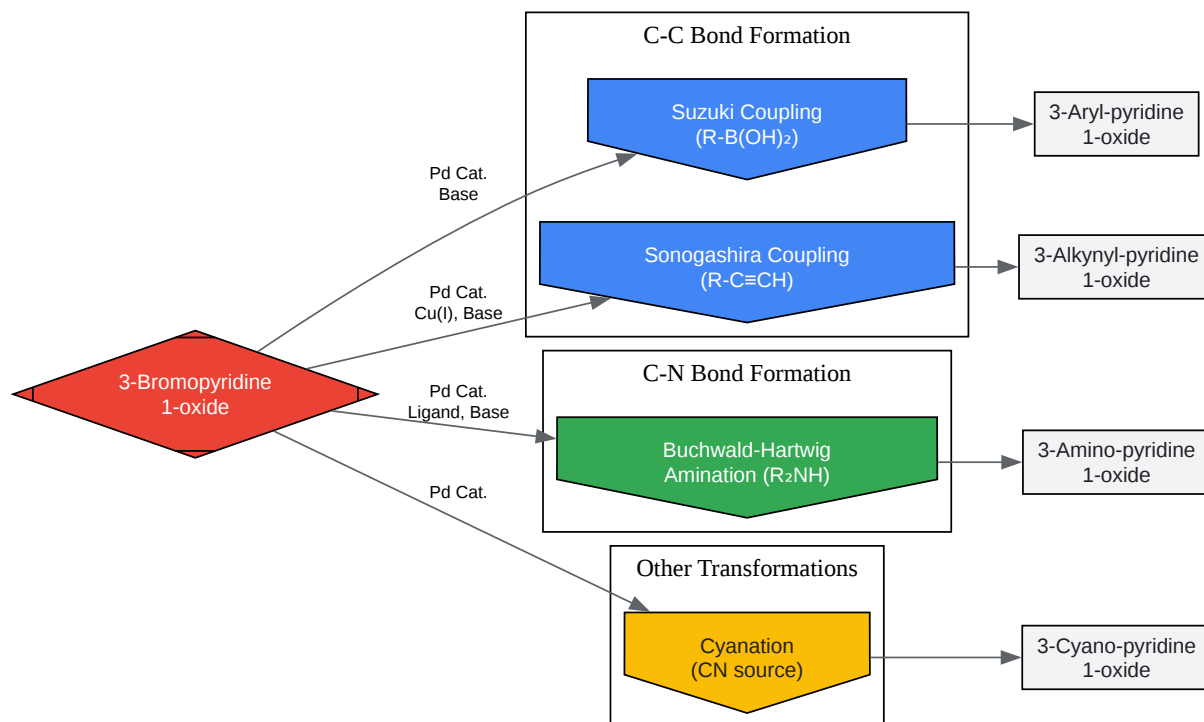 C-C Bond Formation
Suzuki Coupling
(R-B(OH)₂)
3-Aryl-pyridine
1-oxide
Pd Cat.
Base
Sonogashira Coupling
(R-C≡CH)
3-Alkynyl-pyridine
1-oxide
Pd Cat.
Cu(I), Base
3-Bromopyridine
1-oxide
C-N Bond Formation
Pd Cat.
Ligand, Base
Buchwald-Hartwig
Amination (R₂NH)
3-Amino-pyridine
1-oxide
Pd Cat.
Other Transformations
Cyanation
(CN source)
3-Cyano-pyridine
1-oxide